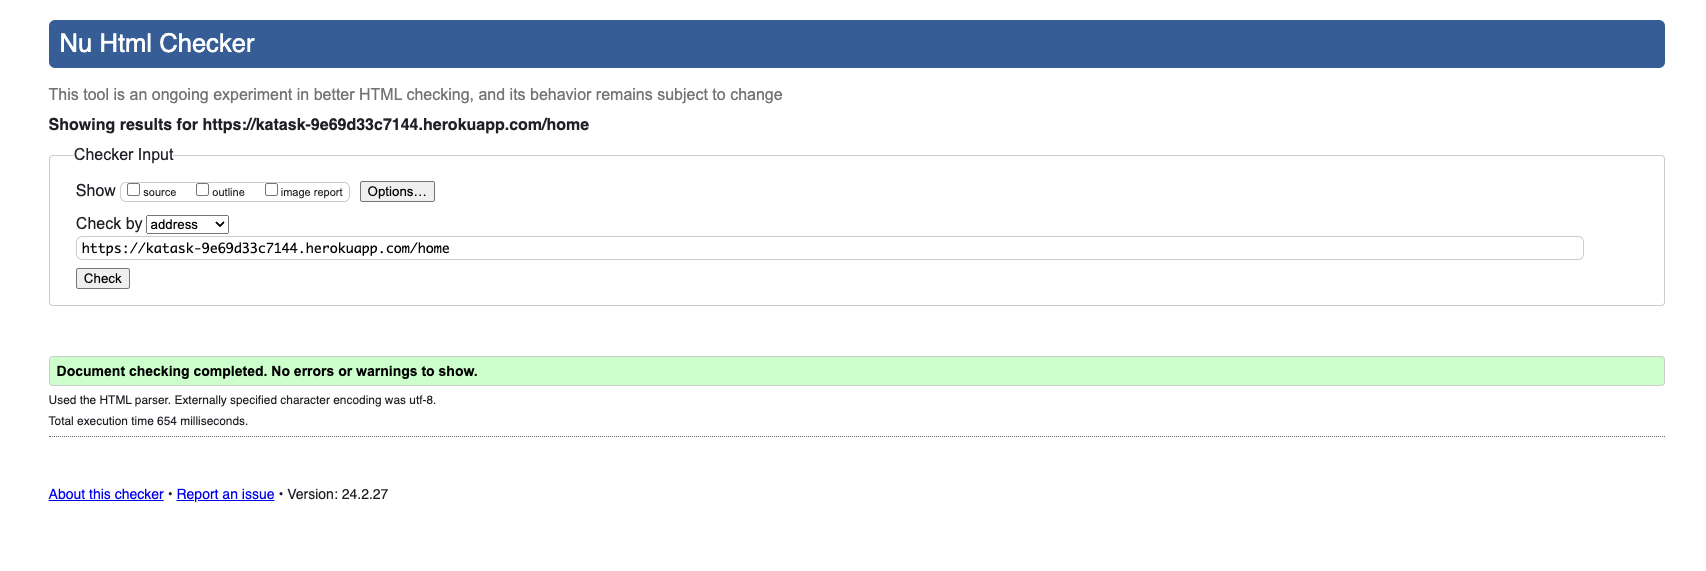 Nu Html Checker
This tool is an ongoing experiment in better HTML checking, and its behavior remains subject to change
Showing results for https://katask-9e69d33c7144.herokuapp.com/home
Checker Input
Show source outline image report Options...
Check by address
https://katask-9e69d33c7144.herokuapp.com/home
Check
Document checking completed. No errors or warnings to show.
Used the HTML parser. Externally specified character encoding was utf-8.
Total execution time 654 milliseconds.
About this checker • Report an issue • Version: 24.2.27